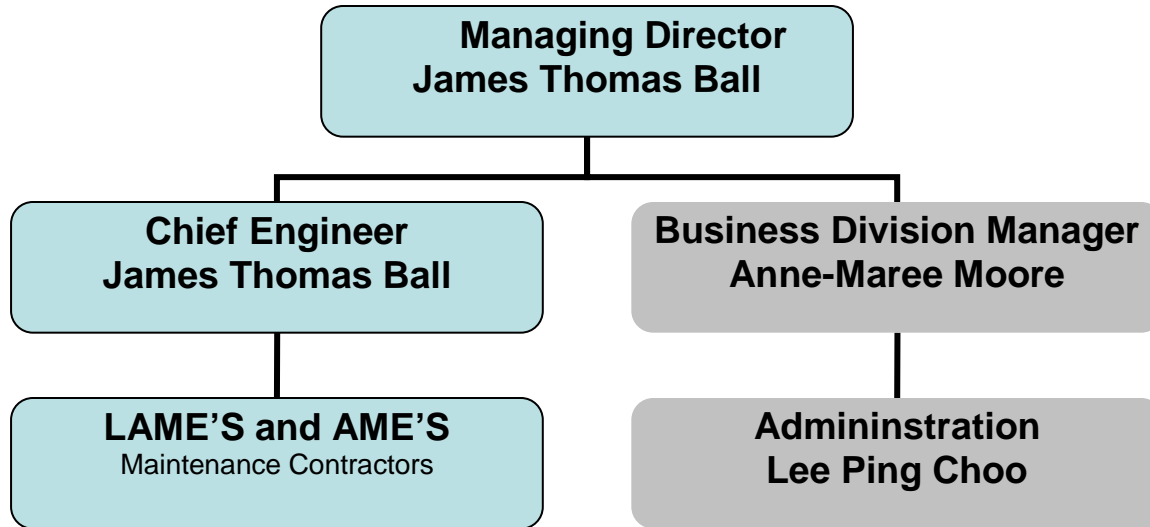 Managing Director
James Thomas Ball
Chief Engineer
James Thomas Ball
Business Division Manager
Anne-Maree Moore
LAME’S and AME’S
Maintenance Contractors
Admininstration
Lee Ping Choo